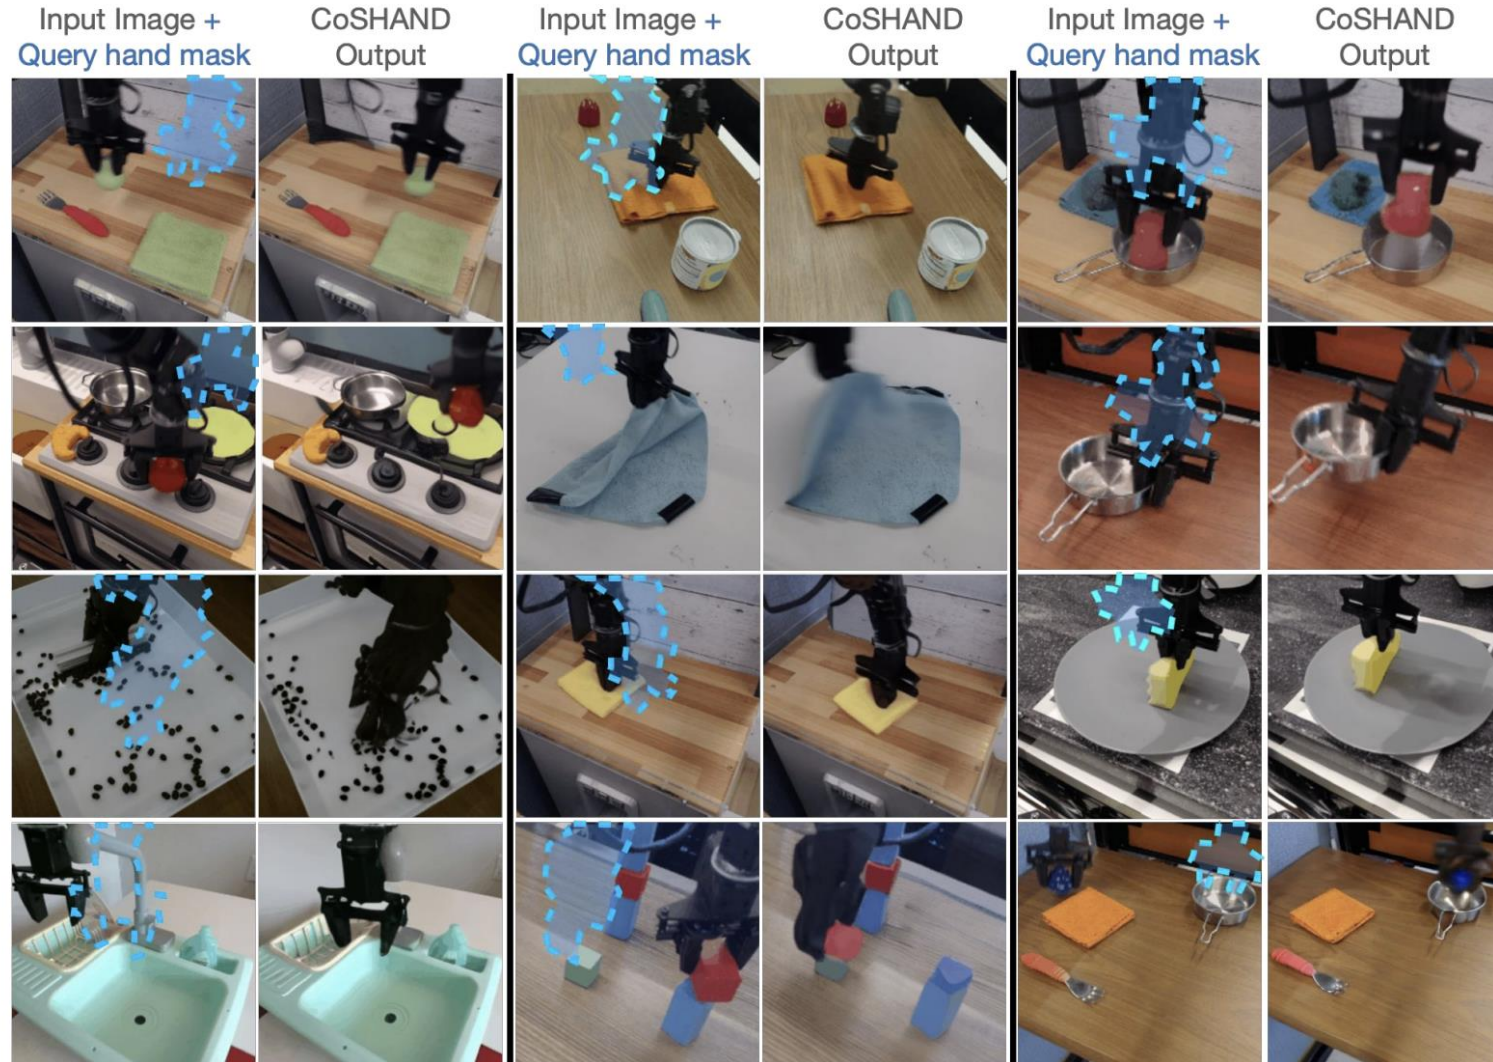 Input Image +
Query hand mask
CoSHAND
Output
Input Image +
Query hand mask
CoSHAND
Output
Input Image +
Query hand mask
CoSHAND
Output